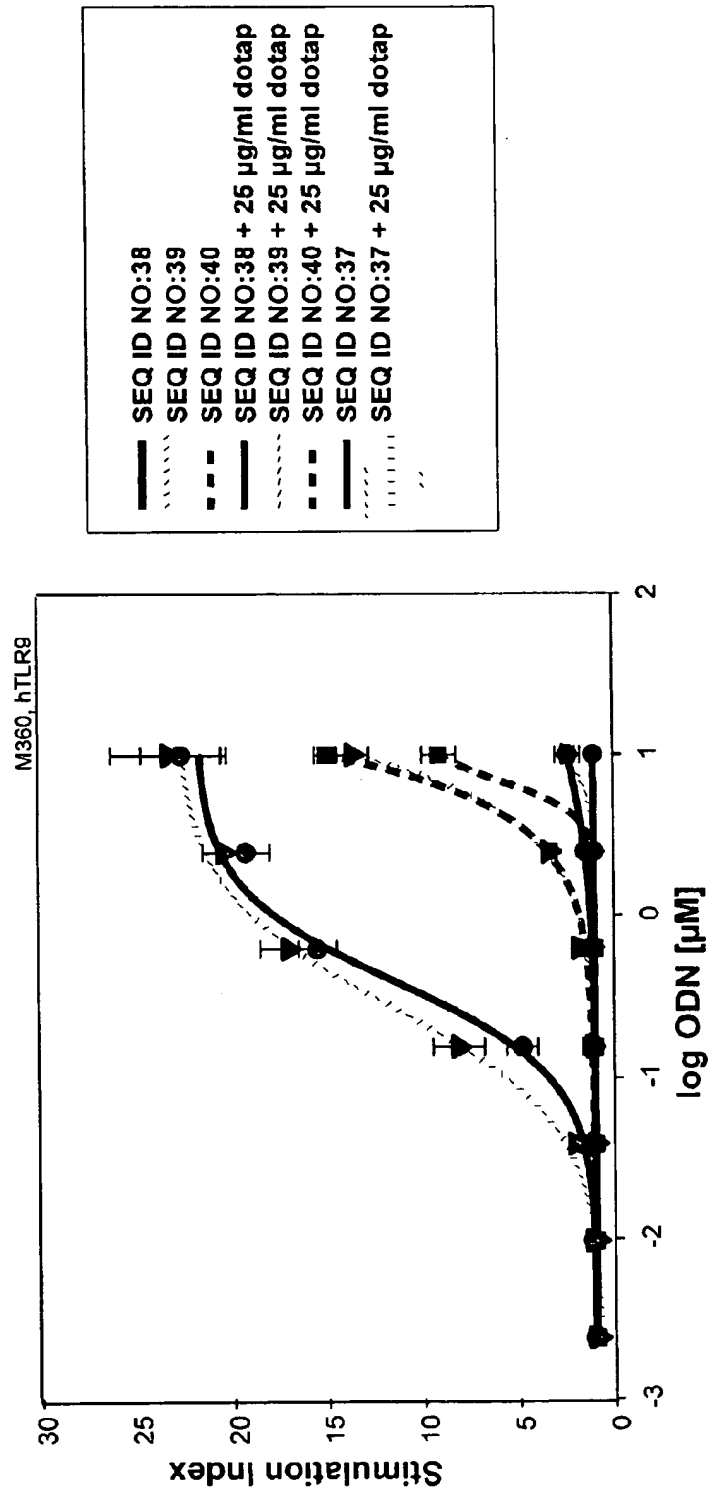 M360, hTLR9
Stimulation Index
30
25
20
15
10
5
0
-3
-2
-1
0
1
2
log ODN [µM]
SEQ ID NO:38
SEQ ID NO:39
SEQ ID NO:40
SEQ ID NO:38 + 25 µg/ml dotap
SEQ ID NO:39 + 25 µg/ml dotap
SEQ ID NO:40 + 25 µg/ml dotap
SEQ ID NO:37
SEQ ID NO:37 + 25 µg/ml dotap